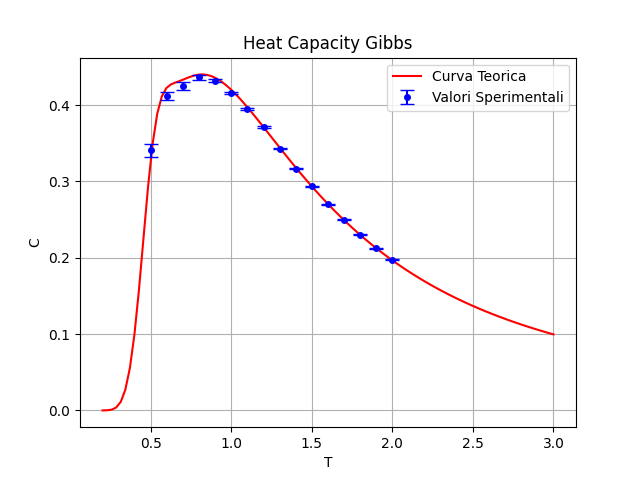 Heat Capacity Gibbs
Curva Teorica
Valori Sperimentali
C
0.4
0.3
0.2
0.1
0.0
0.5 1.0 1.5 2.0 2.5 3.0
T